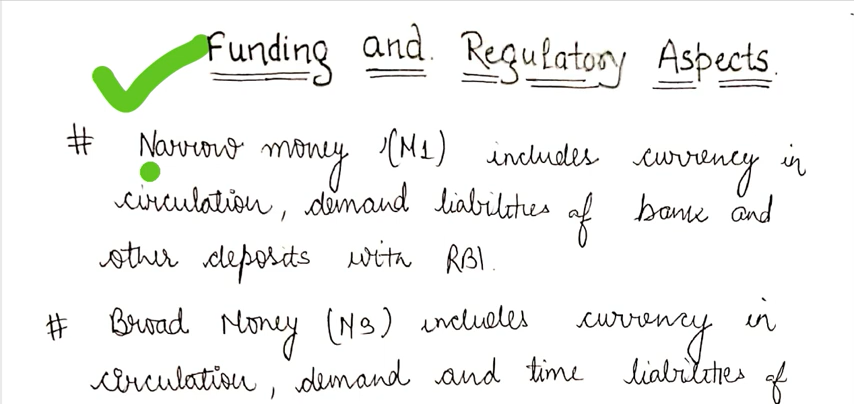 Funding and Regulatory Aspects.
# Narrow money (M1) includes currency in
circulation, demand liabilities of bank and
other deposits with RBI.
# Broad Money (M3) includes currency in
circulation, demand and time liabilities of